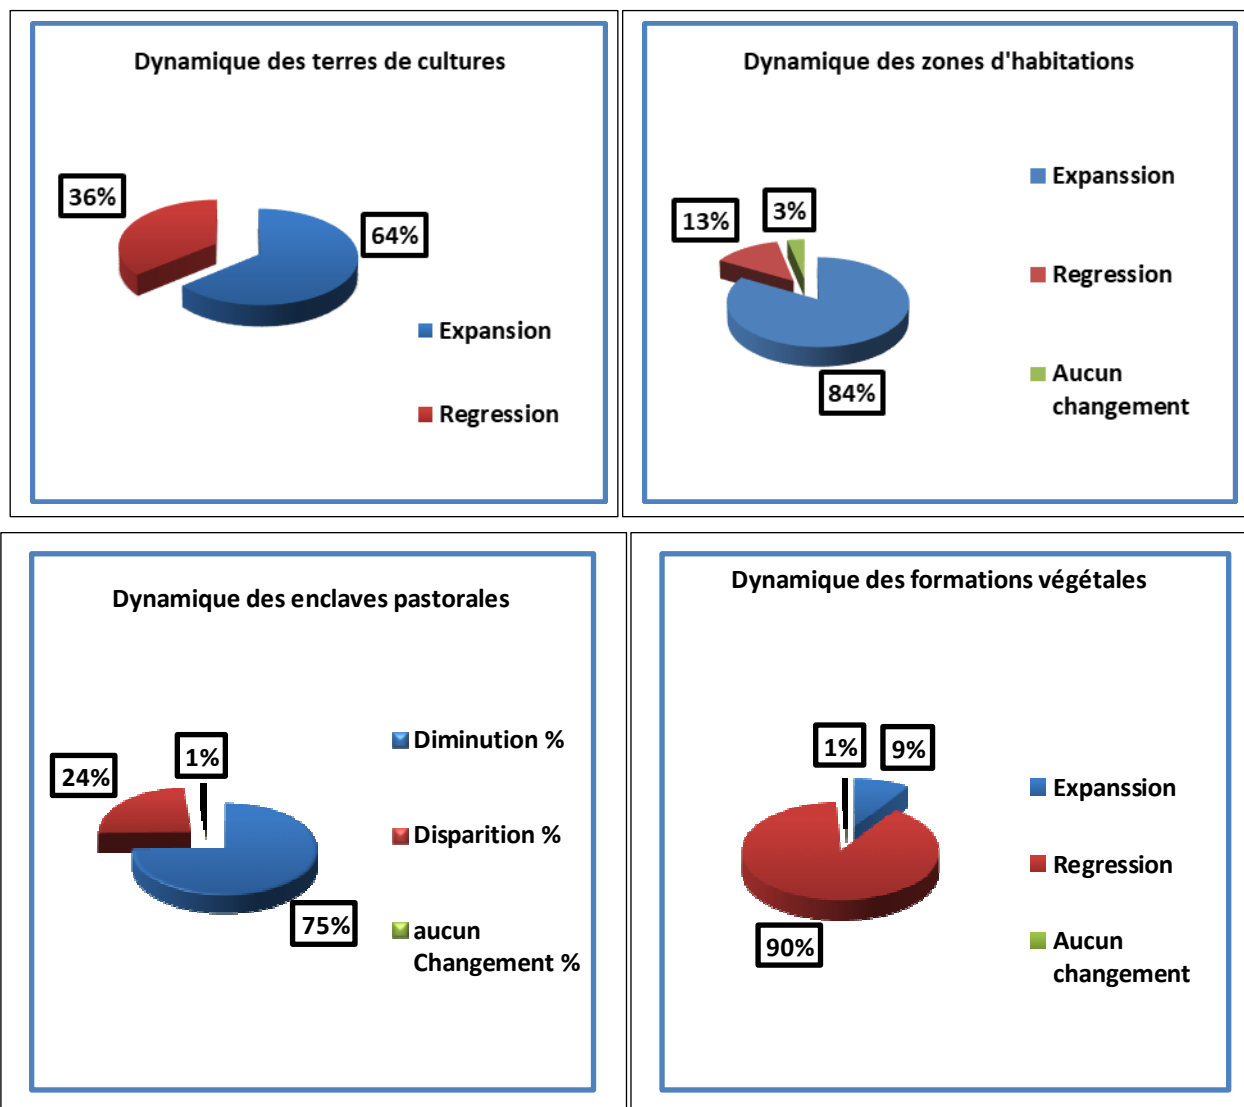 Dynamique des terres de cultures
36%
64%
Expansion
Regression
Dynamique des zones d'habitations
13%
3%
84%
Expanssion
Regression
Aucun
changement
Dynamique des enclaves pastorales
24%
1%
75%
Diminution %
Disparition %
aucun
Changement %
Dynamique des formations végétales
1%
9%
90%
Expanssion
Regression
Aucun
changement